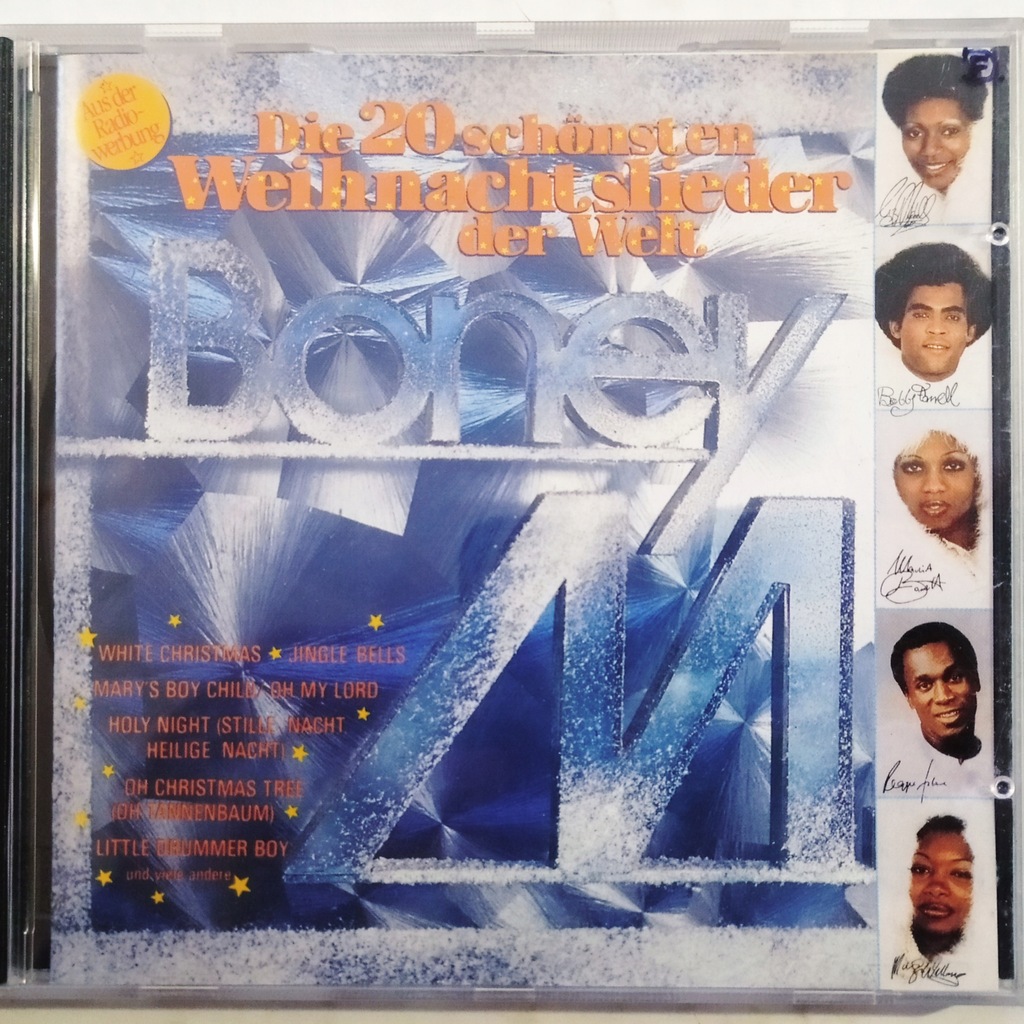 Aus der
Radio-
werbung
Die 20 schönsten
Weihnachtslieder
der Welt
Boney
M
WHITE CHRISTMAS ★ JINGLE BELLS
MARY'S BOY CHILD/OH MY LORD
HOLY NIGHT (STILLE NACHT
HEILIGE NACHT)
OH CHRISTMAS TREE
(OH TANNENBAUM)
LITTLE DRUMMER BOY
und viele andere
Bobby Farrell
Marcia
Barrett